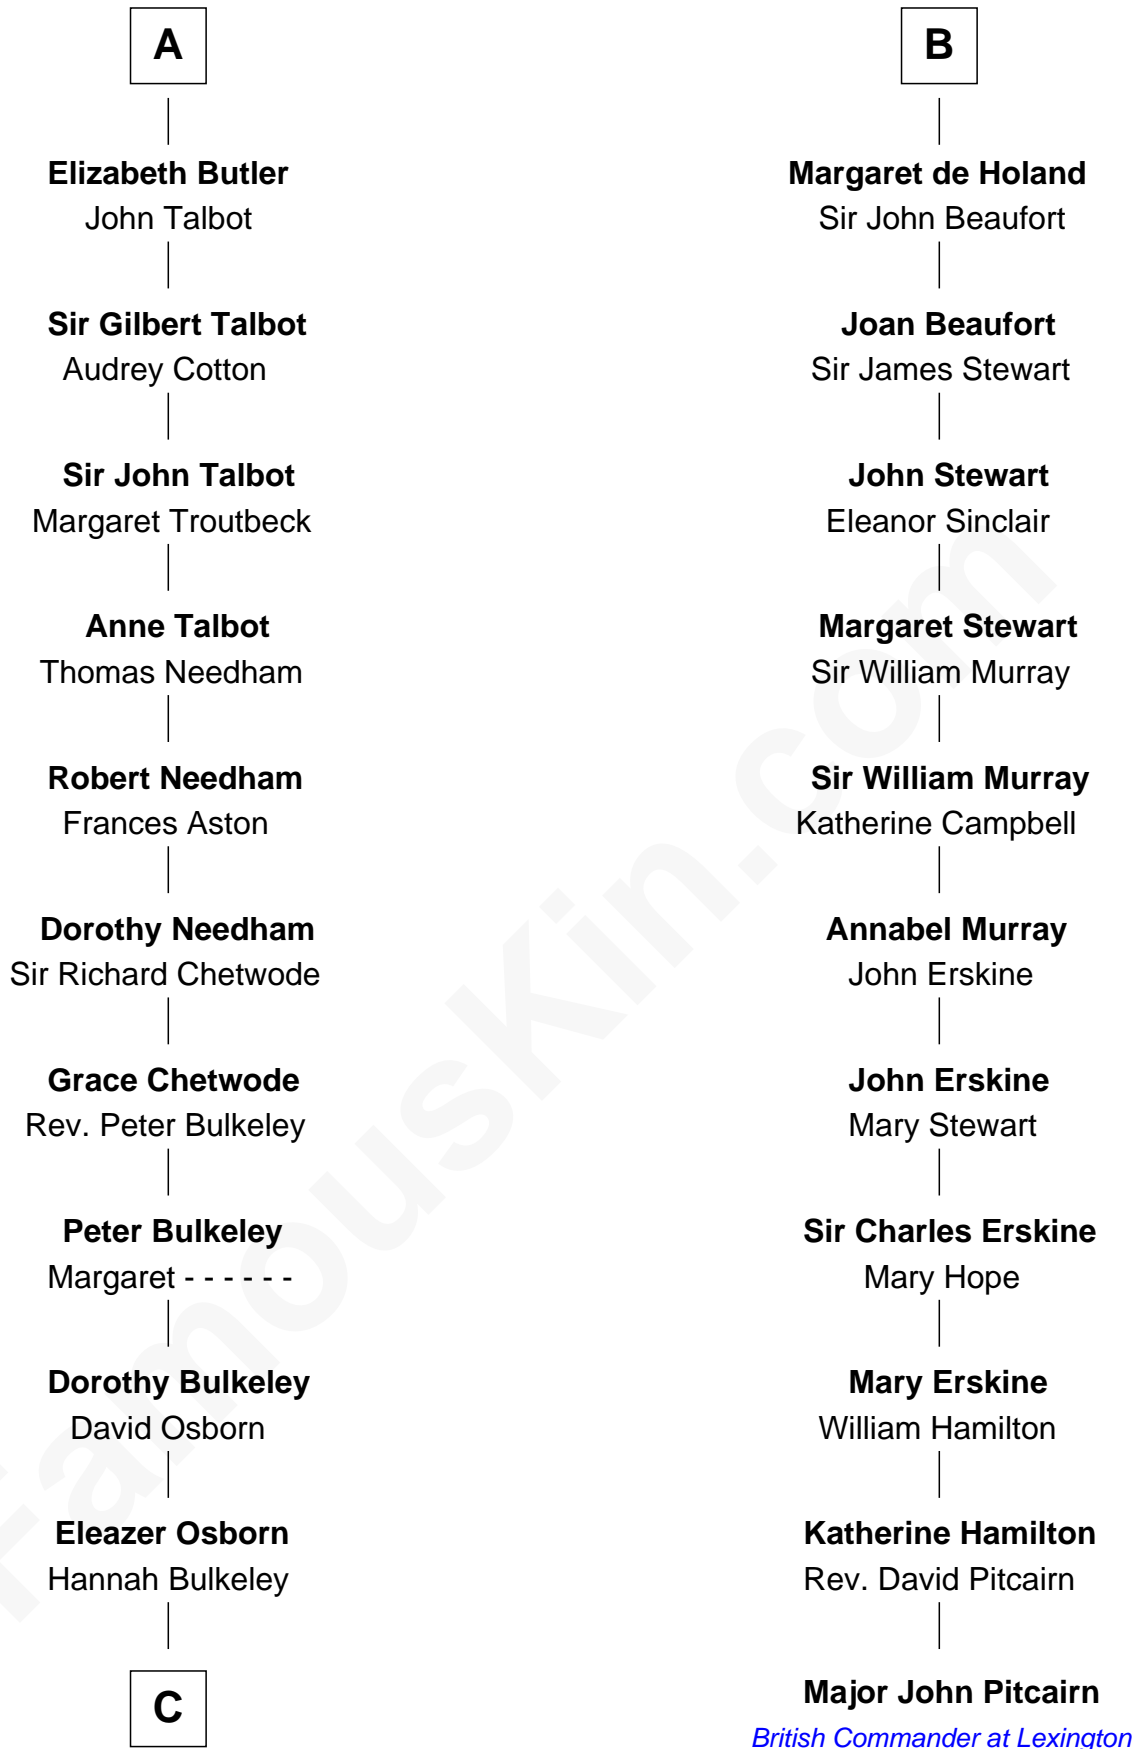 A
Elizabeth Butler
John Talbot
Sir Gilbert Talbot
Audrey Cotton
Sir John Talbot
Margaret Troutbeck
Anne Talbot
Thomas Needham
Robert Needham
Frances Aston
Dorothy Needham
Sir Richard Chetwode
Grace Chetwode
Rev. Peter Bulkeley
Peter Bulkeley
Margaret - - - - - -
Dorothy Bulkeley
David Osborn
Eleazer Osborn
Hannah Bulkeley
C
B
Margaret de Holand
Sir John Beaufort
Joan Beaufort
Sir James Stewart
John Stewart
Eleanor Sinclair
Margaret Stewart
Sir William Murray
Sir William Murray
Katherine Campbell
Annabel Murray
John Erskine
John Erskine
Mary Stewart
Sir Charles Erskine
Mary Hope
Mary Erskine
William Hamilton
Katherine Hamilton
Rev. David Pitcairn
Major John Pitcairn
British Commander at Lexington
FamousKin.com